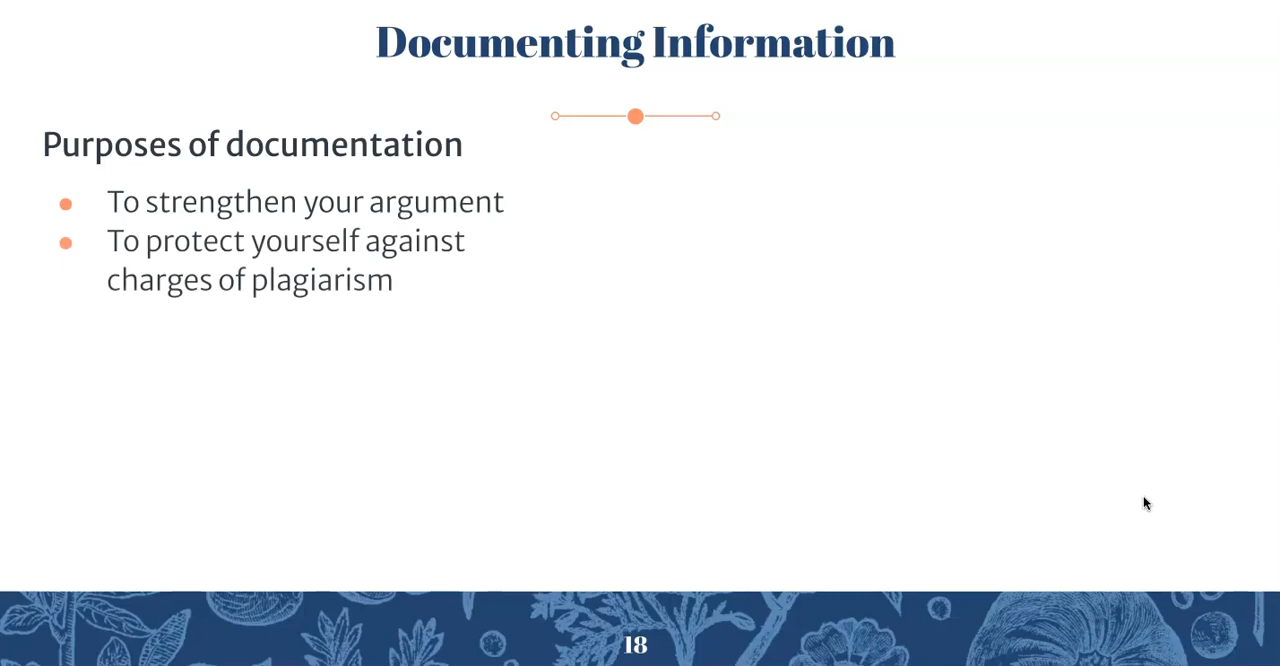 Documenting Information
Purposes of documentation
To strengthen your argument
To protect yourself against
charges of plagiarism
18